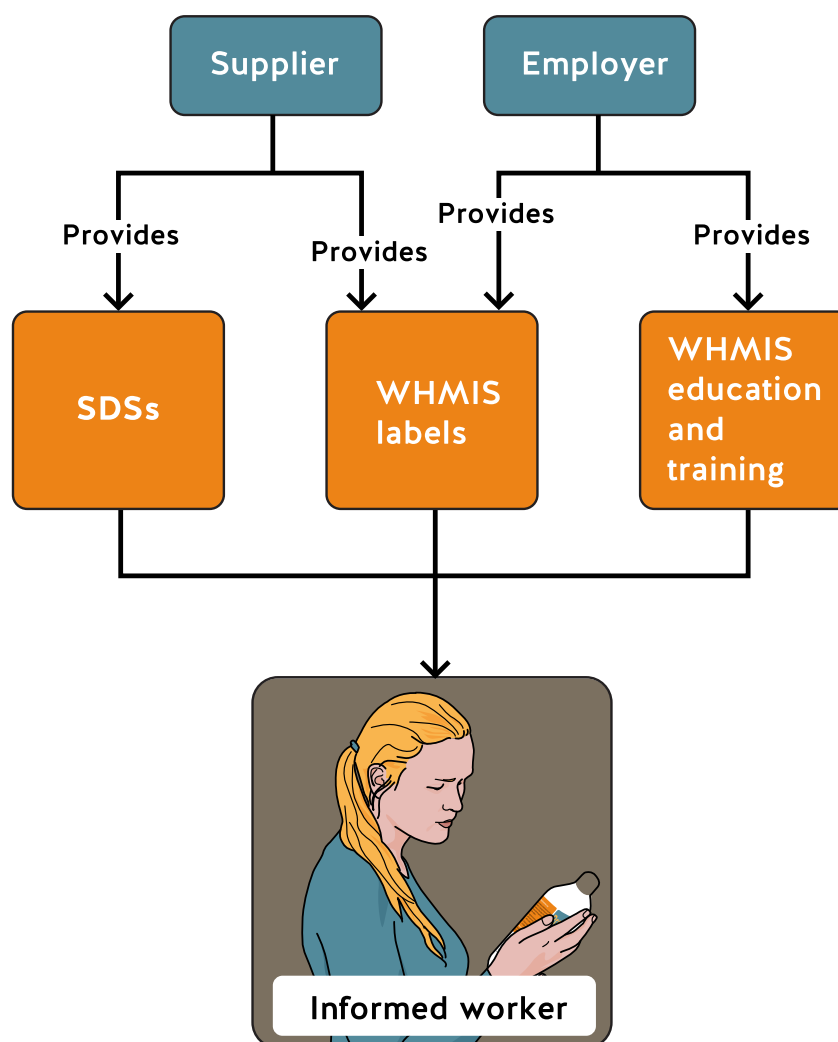 Supplier
Employer
Provides
Provides
Provides
Provides
SDSs
WHMIS
labels
WHMIS
education
and
training
Informed worker